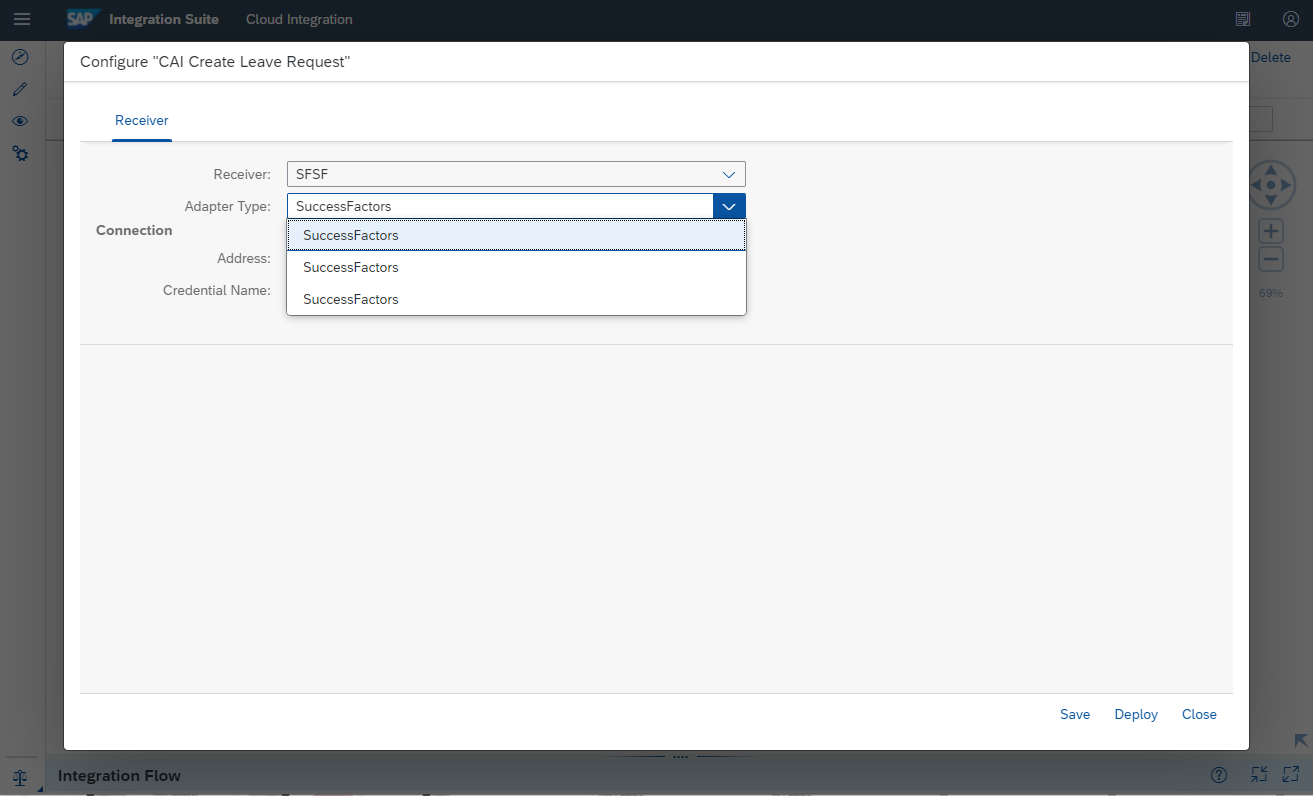 SAP Integration Suite Cloud Integration
Delete
Configure "CAI Create Leave Request"
Receiver
Receiver: SFSF
Adapter Type: SuccessFactors
Connection
SuccessFactors
Address:
SuccessFactors
Credential Name:
SuccessFactors
69%
Save Deploy Close
Integration Flow